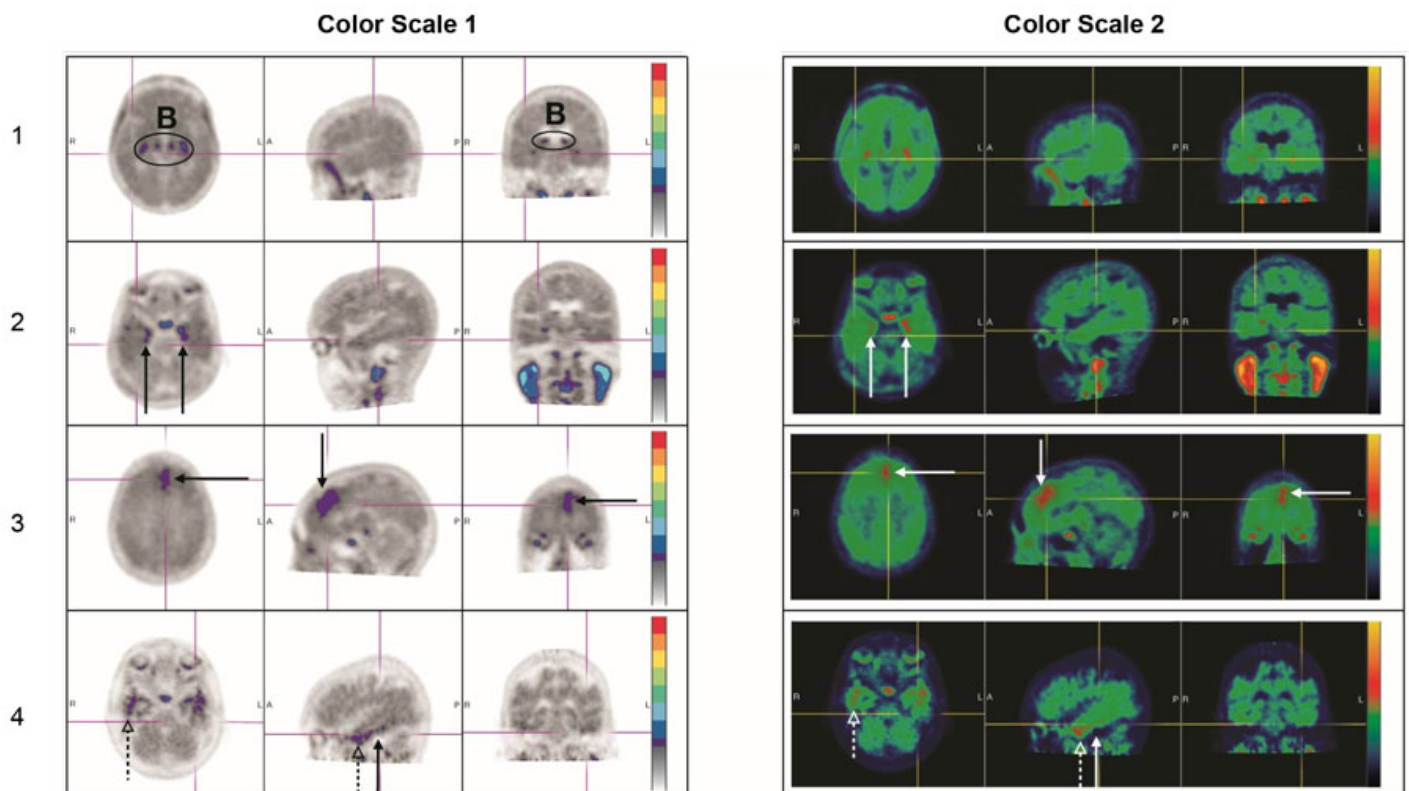 Color Scale 1 Color Scale 2
B B
1 R L A P R L R L A P R L
2 R L A P R L R L A P R L
3 R L A P R L R L A P R L
4 R L A P R L R L A P R L